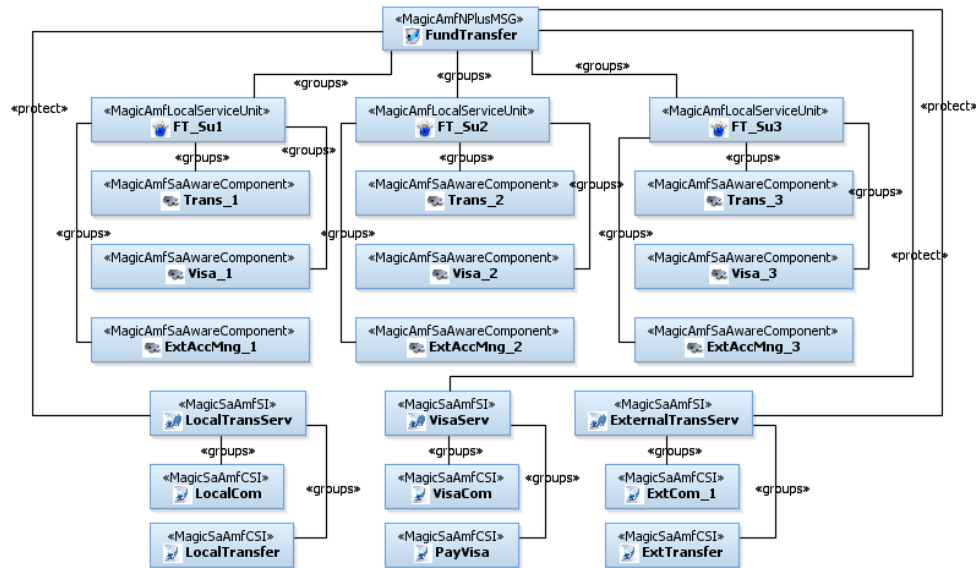 «MagicAmfNPlusMSG»
FundTransfer
«groups»
«groups»
«groups»
«protect»
«protect»
«MagicAmfLocalServiceUnit»
FT_Su1
«MagicAmfLocalServiceUnit»
FT_Su2
«MagicAmfLocalServiceUnit»
FT_Su3
«groups»
«groups»
«groups»
«groups»
«groups»
«groups»
«MagicAmfSaAwareComponent»
Trans_1
«MagicAmfSaAwareComponent»
Trans_2
«MagicAmfSaAwareComponent»
Trans_3
«groups»
«groups»
«groups»
«protect»
«MagicAmfSaAwareComponent»
Visa_1
«MagicAmfSaAwareComponent»
Visa_2
«MagicAmfSaAwareComponent»
Visa_3
«MagicAmfSaAwareComponent»
ExtAccMng_1
«MagicAmfSaAwareComponent»
ExtAccMng_2
«MagicAmfSaAwareComponent»
ExtAccMng_3
«MagicSaAmfSI»
LocalTransServ
«MagicSaAmfSI»
VisaServ
«MagicSaAmfSI»
ExternalTransServ
«groups»
«groups»
«groups»
«MagicSaAmfCSI»
LocalCom
«MagicSaAmfCSI»
VisaCom
«MagicSaAmfCSI»
ExtCom_1
«groups»
«groups»
«groups»
«MagicSaAmfCSI»
LocalTransfer
«MagicSaAmfCSI»
PayVisa
«MagicSaAmfCSI»
ExtTransfer